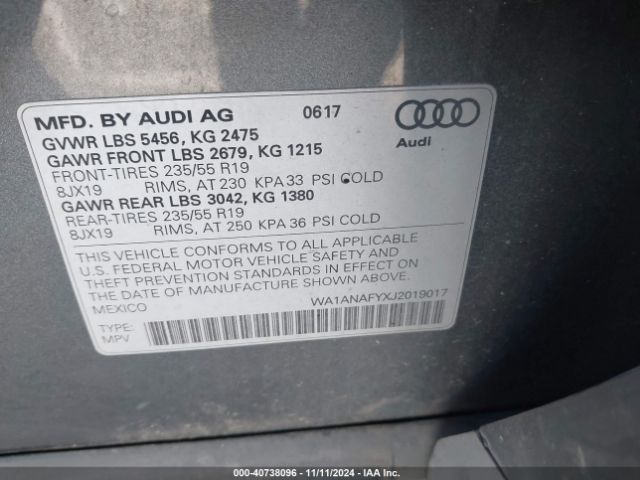 MFD. BY AUDI AG 0617
GVWR LBS 5456, KG 2475
GAWR FRONT LBS 2679, KG 1215
FRONT-TIRES 235/55 R19
8JX19 RIMS, AT 230 KPA 33 PSI COLD
GAWR REAR LBS 3042, KG 1380
REAR-TIRES 235/55 R19
8JX19 RIMS, AT 250 KPA 36 PSI COLD
Audi
THIS VEHICLE CONFORMS TO ALL APPLICABLE
U.S. FEDERAL MOTOR VEHICLE SAFETY AND
THEFT PREVENTION STANDARDS IN EFFECT ON
THE DATE OF MANUFACTURE SHOWN ABOVE.
MEXICO WA1ANAFYXJ2019017
TYPE:
MPV
000-40738096 - 11/11/2024 - IAAI.COM